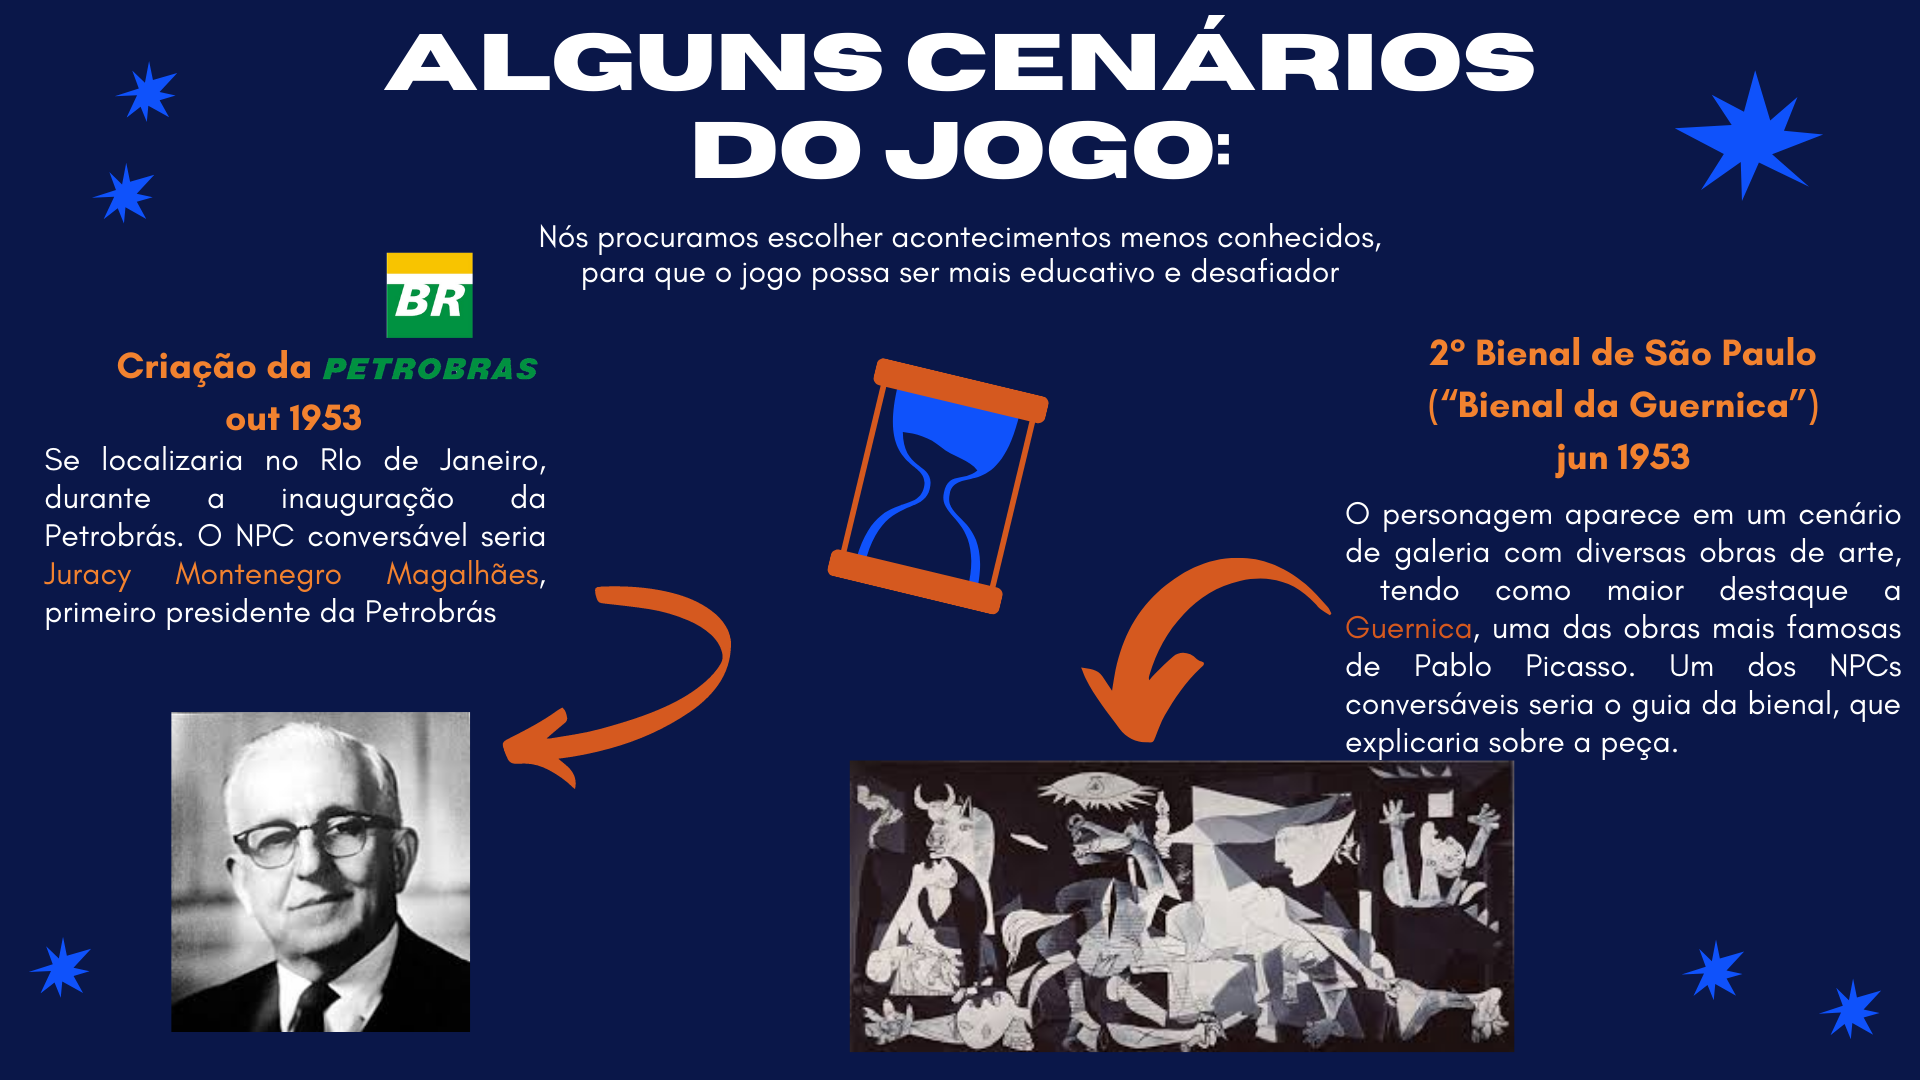 ALGUNS CENÁRIOS
DO JOGO:
Nós procuramos escolher acontecimentos menos conhecidos,
para que o jogo possa ser mais educativo e desafiador
BR
Criação da PETROBRAS
out 1953
Se localizaria no RIo de Janeiro,
durante a inauguração da
Petrobrás. O NPC conversável seria
Juracy Montenegro Magalhães,
primeiro presidente da Petrobrás
2º Bienal de São Paulo
(“Bienal da Guernica”)
jun 1953
O personagem aparece em um cenário
de galeria com diversas obras de arte,
tendo como maior destaque a
Guernica, uma das obras mais famosas
de Pablo Picasso. Um dos NPCs
conversáveis seria o guia da bienal, que
explicaria sobre a peça.